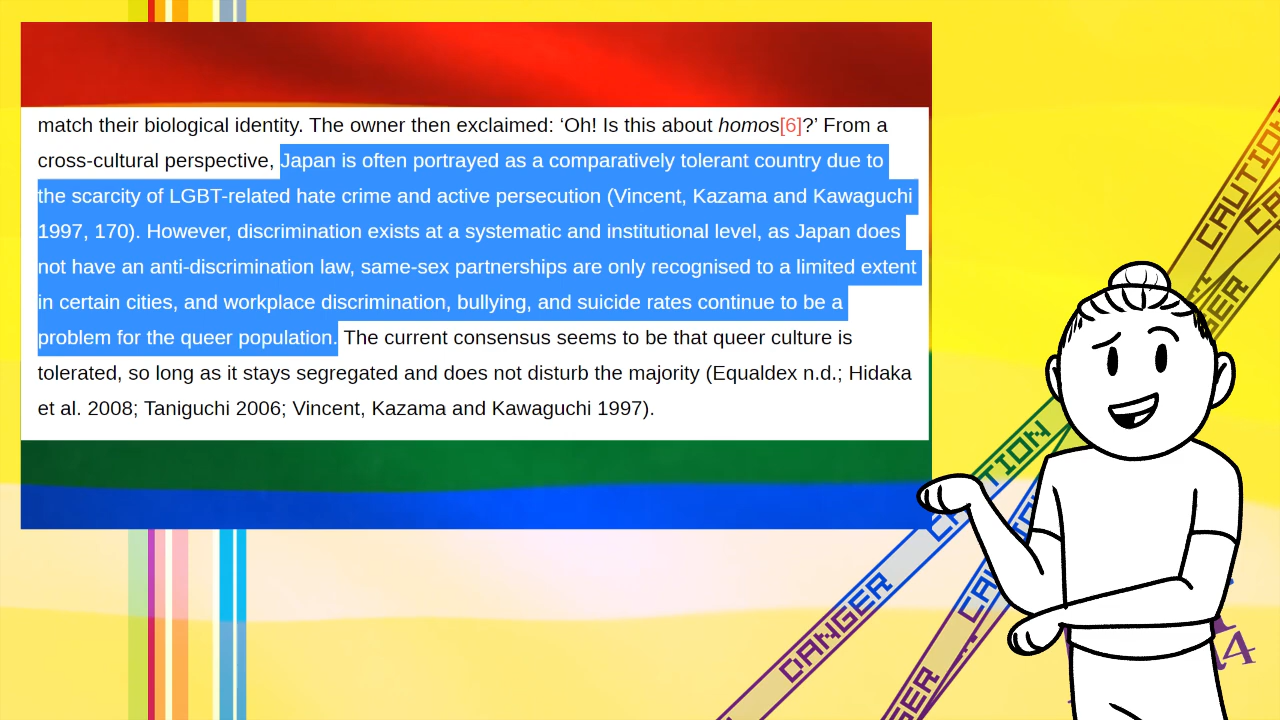 match their biological identity. The owner then exclaimed: ‘Oh! Is this about homos[6]?’ From a
cross-cultural perspective, Japan is often portrayed as a comparatively tolerant country due to
the scarcity of LGBT-related hate crime and active persecution (Vincent, Kazama and Kawaguchi
1997, 170). However, discrimination exists at a systematic and institutional level, as Japan does
not have an anti-discrimination law, same-sex partnerships are only recognised to a limited extent
in certain cities, and workplace discrimination, bullying, and suicide rates continue to be a
problem for the queer population. The current consensus seems to be that queer culture is
tolerated, so long as it stays segregated and does not disturb the majority (Equaldex n.d.; Hidaka
et al. 2008; Taniguchi 2006; Vincent, Kazama and Kawaguchi 1997).
CAUTION
DANGER